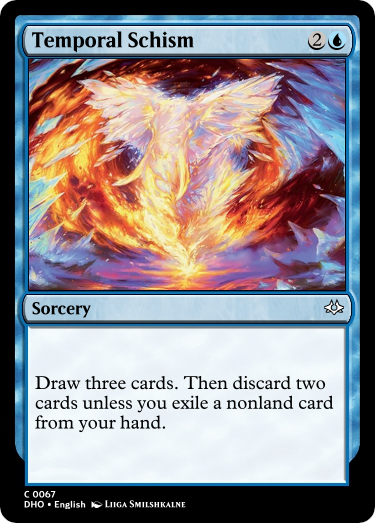 Temporal Schism 2
Sorcery
Draw three cards. Then discard two
cards unless you exile a nonland card
from your hand.
C 0067
DHO • English LIIGA SMILSHKALNE